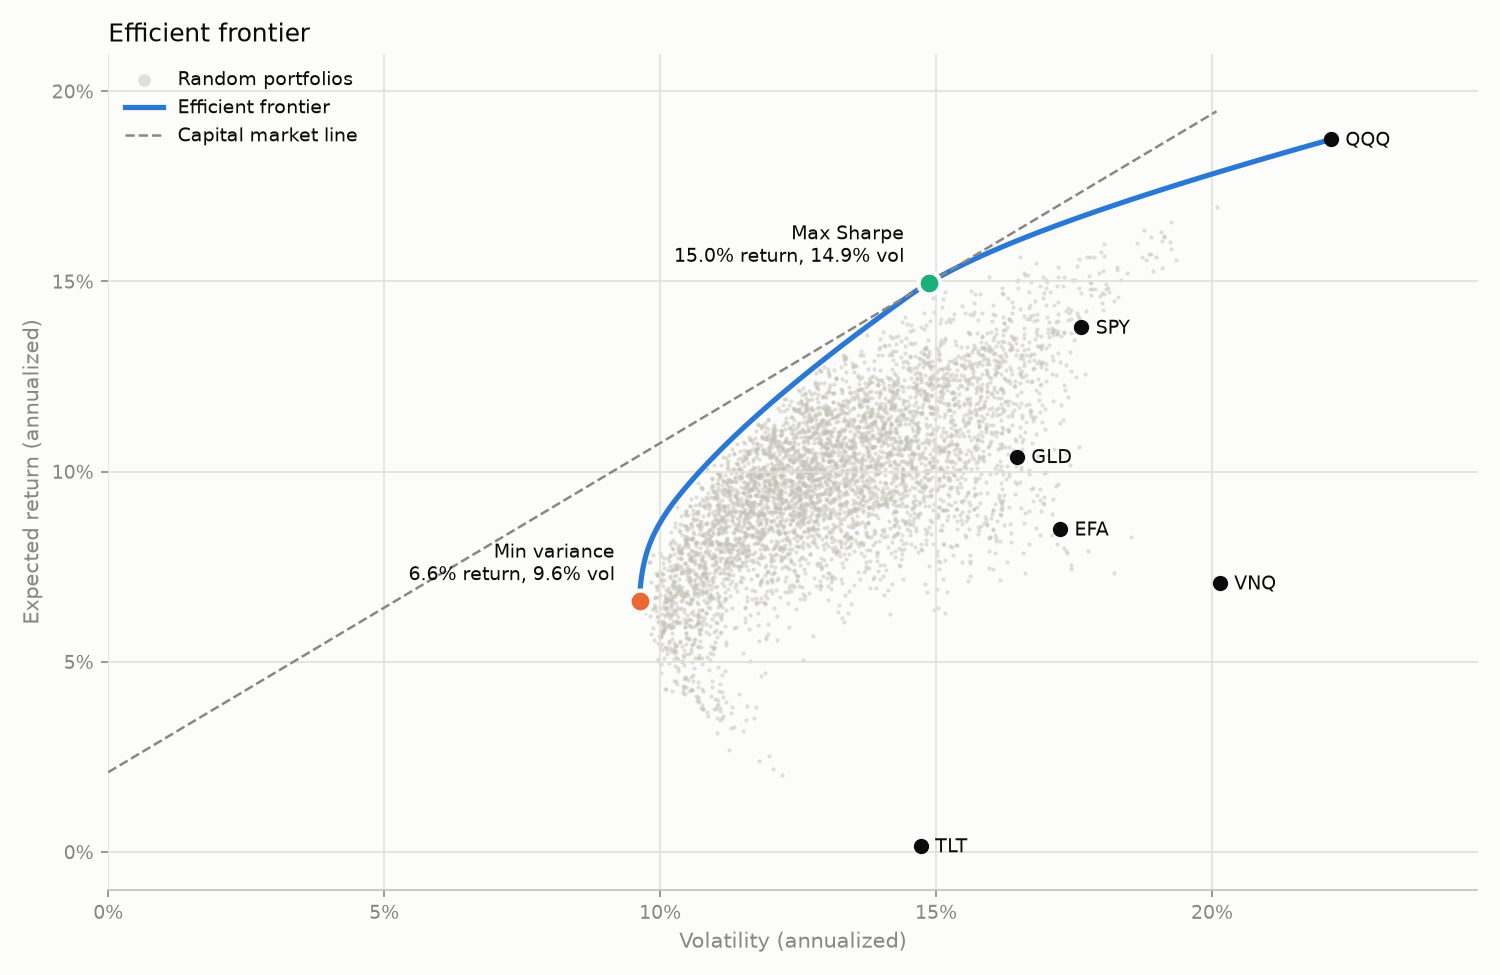 Efficient frontier
Random portfolios
Efficient frontier
Capital market line
20%
15%
10%
5%
0%
Expected return (annualized)
QQQ
Max Sharpe
15.0% return, 14.9% vol
SPY
GLD
EFA
Min variance
6.6% return, 9.6% vol
VNQ
TLT
0%
5%
10%
15%
20%
Volatility (annualized)